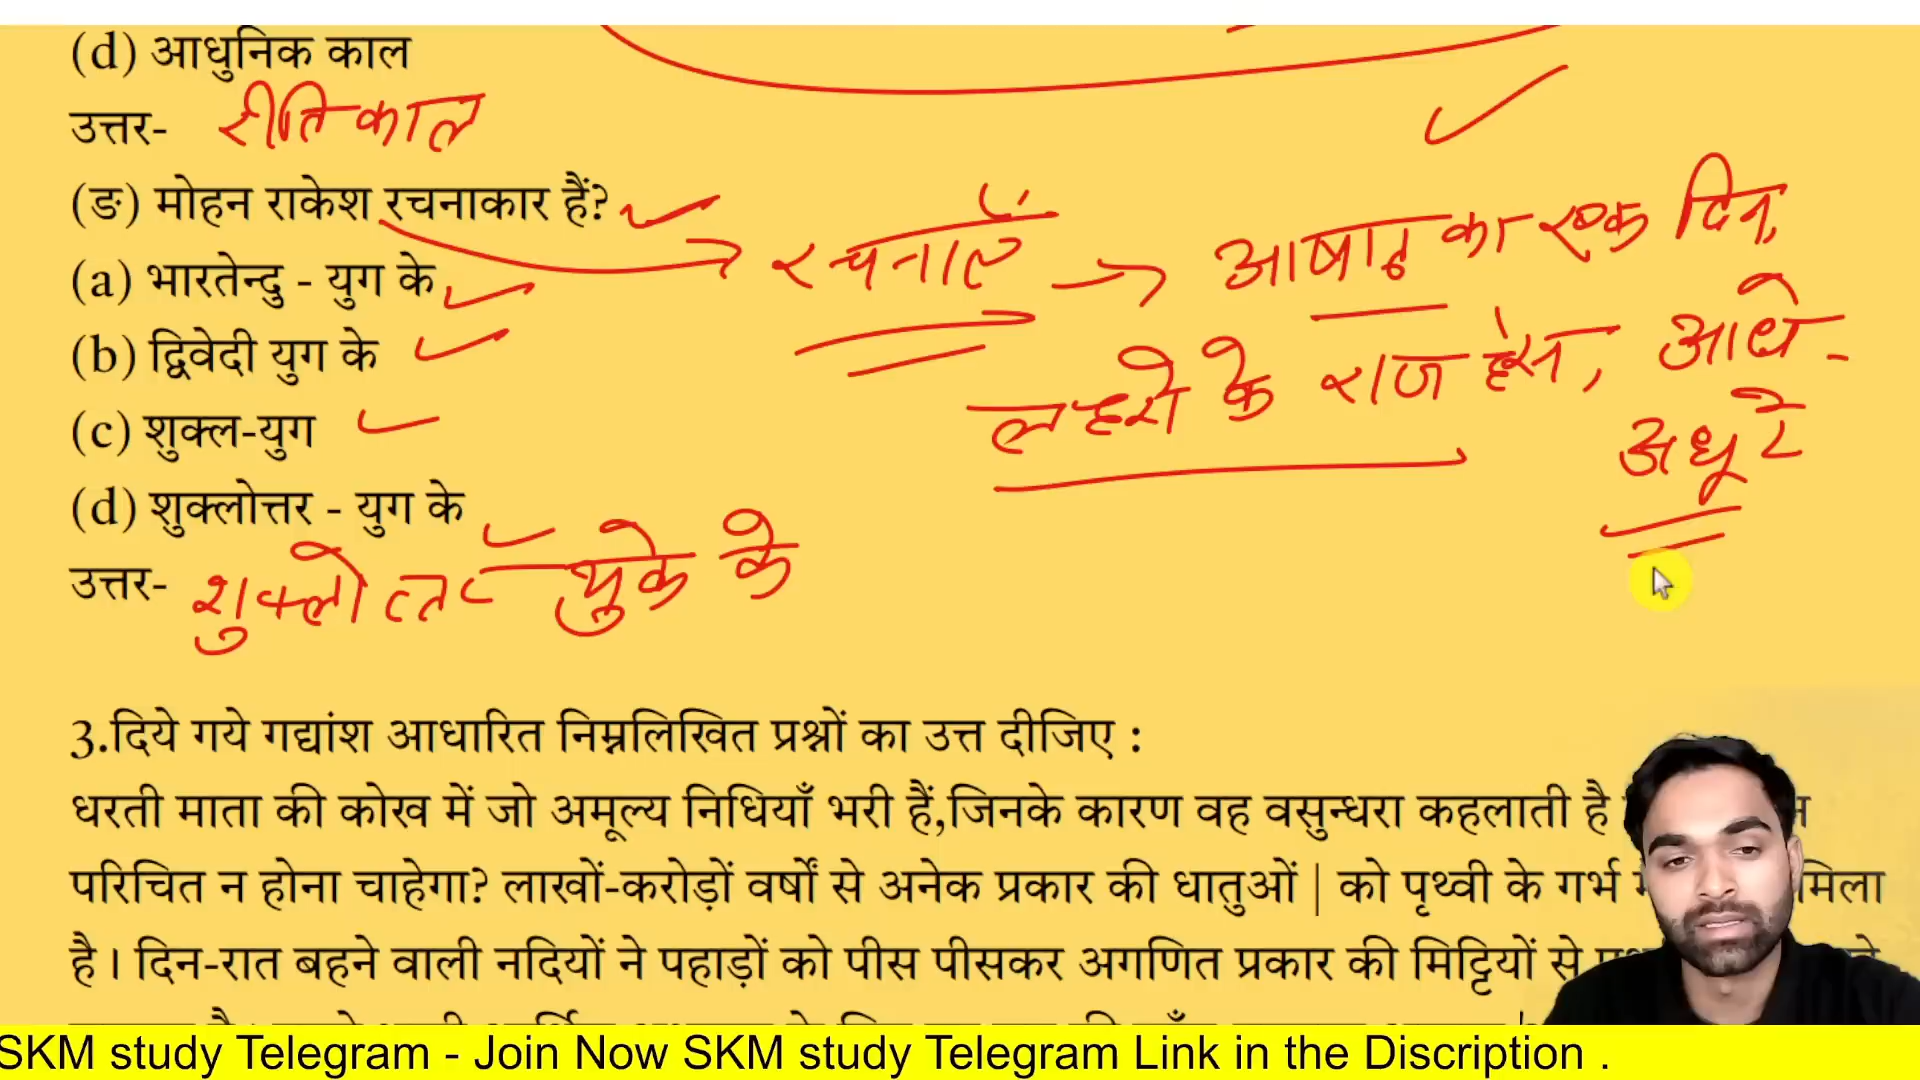 (d) आधुनिक काल
उत्तर- रीति काल
(ङ) मोहन राकेश रचनाकार हैं?
रचनाएँ → आषाढ़ का एक दिन,
(a) भारतेन्दु - युग के
लहरों के राज हंस, आधे -
अधूरे
(b) द्विवेदी युग के
(c) शुक्ल-युग
(d) शुक्लोत्तर - युग के
उत्तर- शुक्लोत्तर युके के
3.दिये गये गद्यांश आधारित निम्नलिखित प्रश्नों का उत्त दीजिए :
धरती माता की कोख में जो अमूल्य निधियाँ भरी हैं,जिनके कारण वह वसुन्धरा कहलाती है
परिचित न होना चाहेगा? लाखों-करोड़ों वर्षों से अनेक प्रकार की धातुओं | को पृथ्वी के गर्भ मिला
है। दिन-रात बहने वाली नदियों ने पहाड़ों को पीस पीसकर अगणित प्रकार की मिट्टियों से
SKM study Telegram - Join Now SKM study Telegram Link in the Discription .